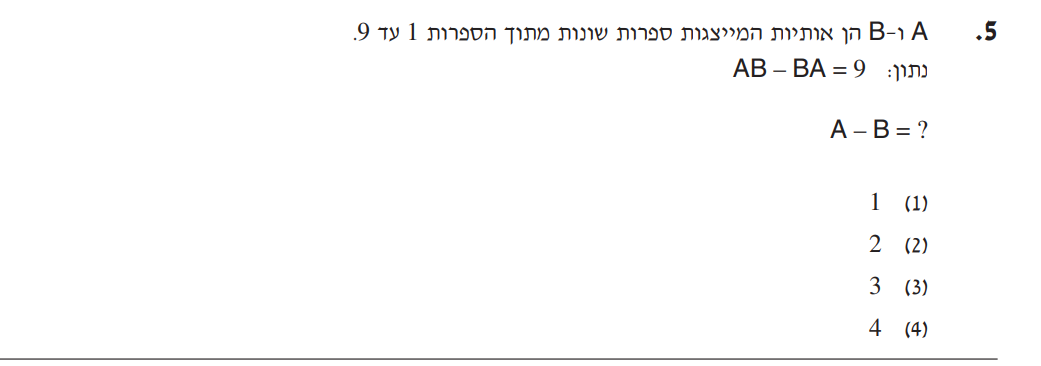 5. A ו-B הן אותיות המייצגות ספרות שונות מתוך הספרות 1 עד 9.
נתון: AB – BA = 9
A – B = ?
(1) 1
(2) 2
(3) 3
(4) 4